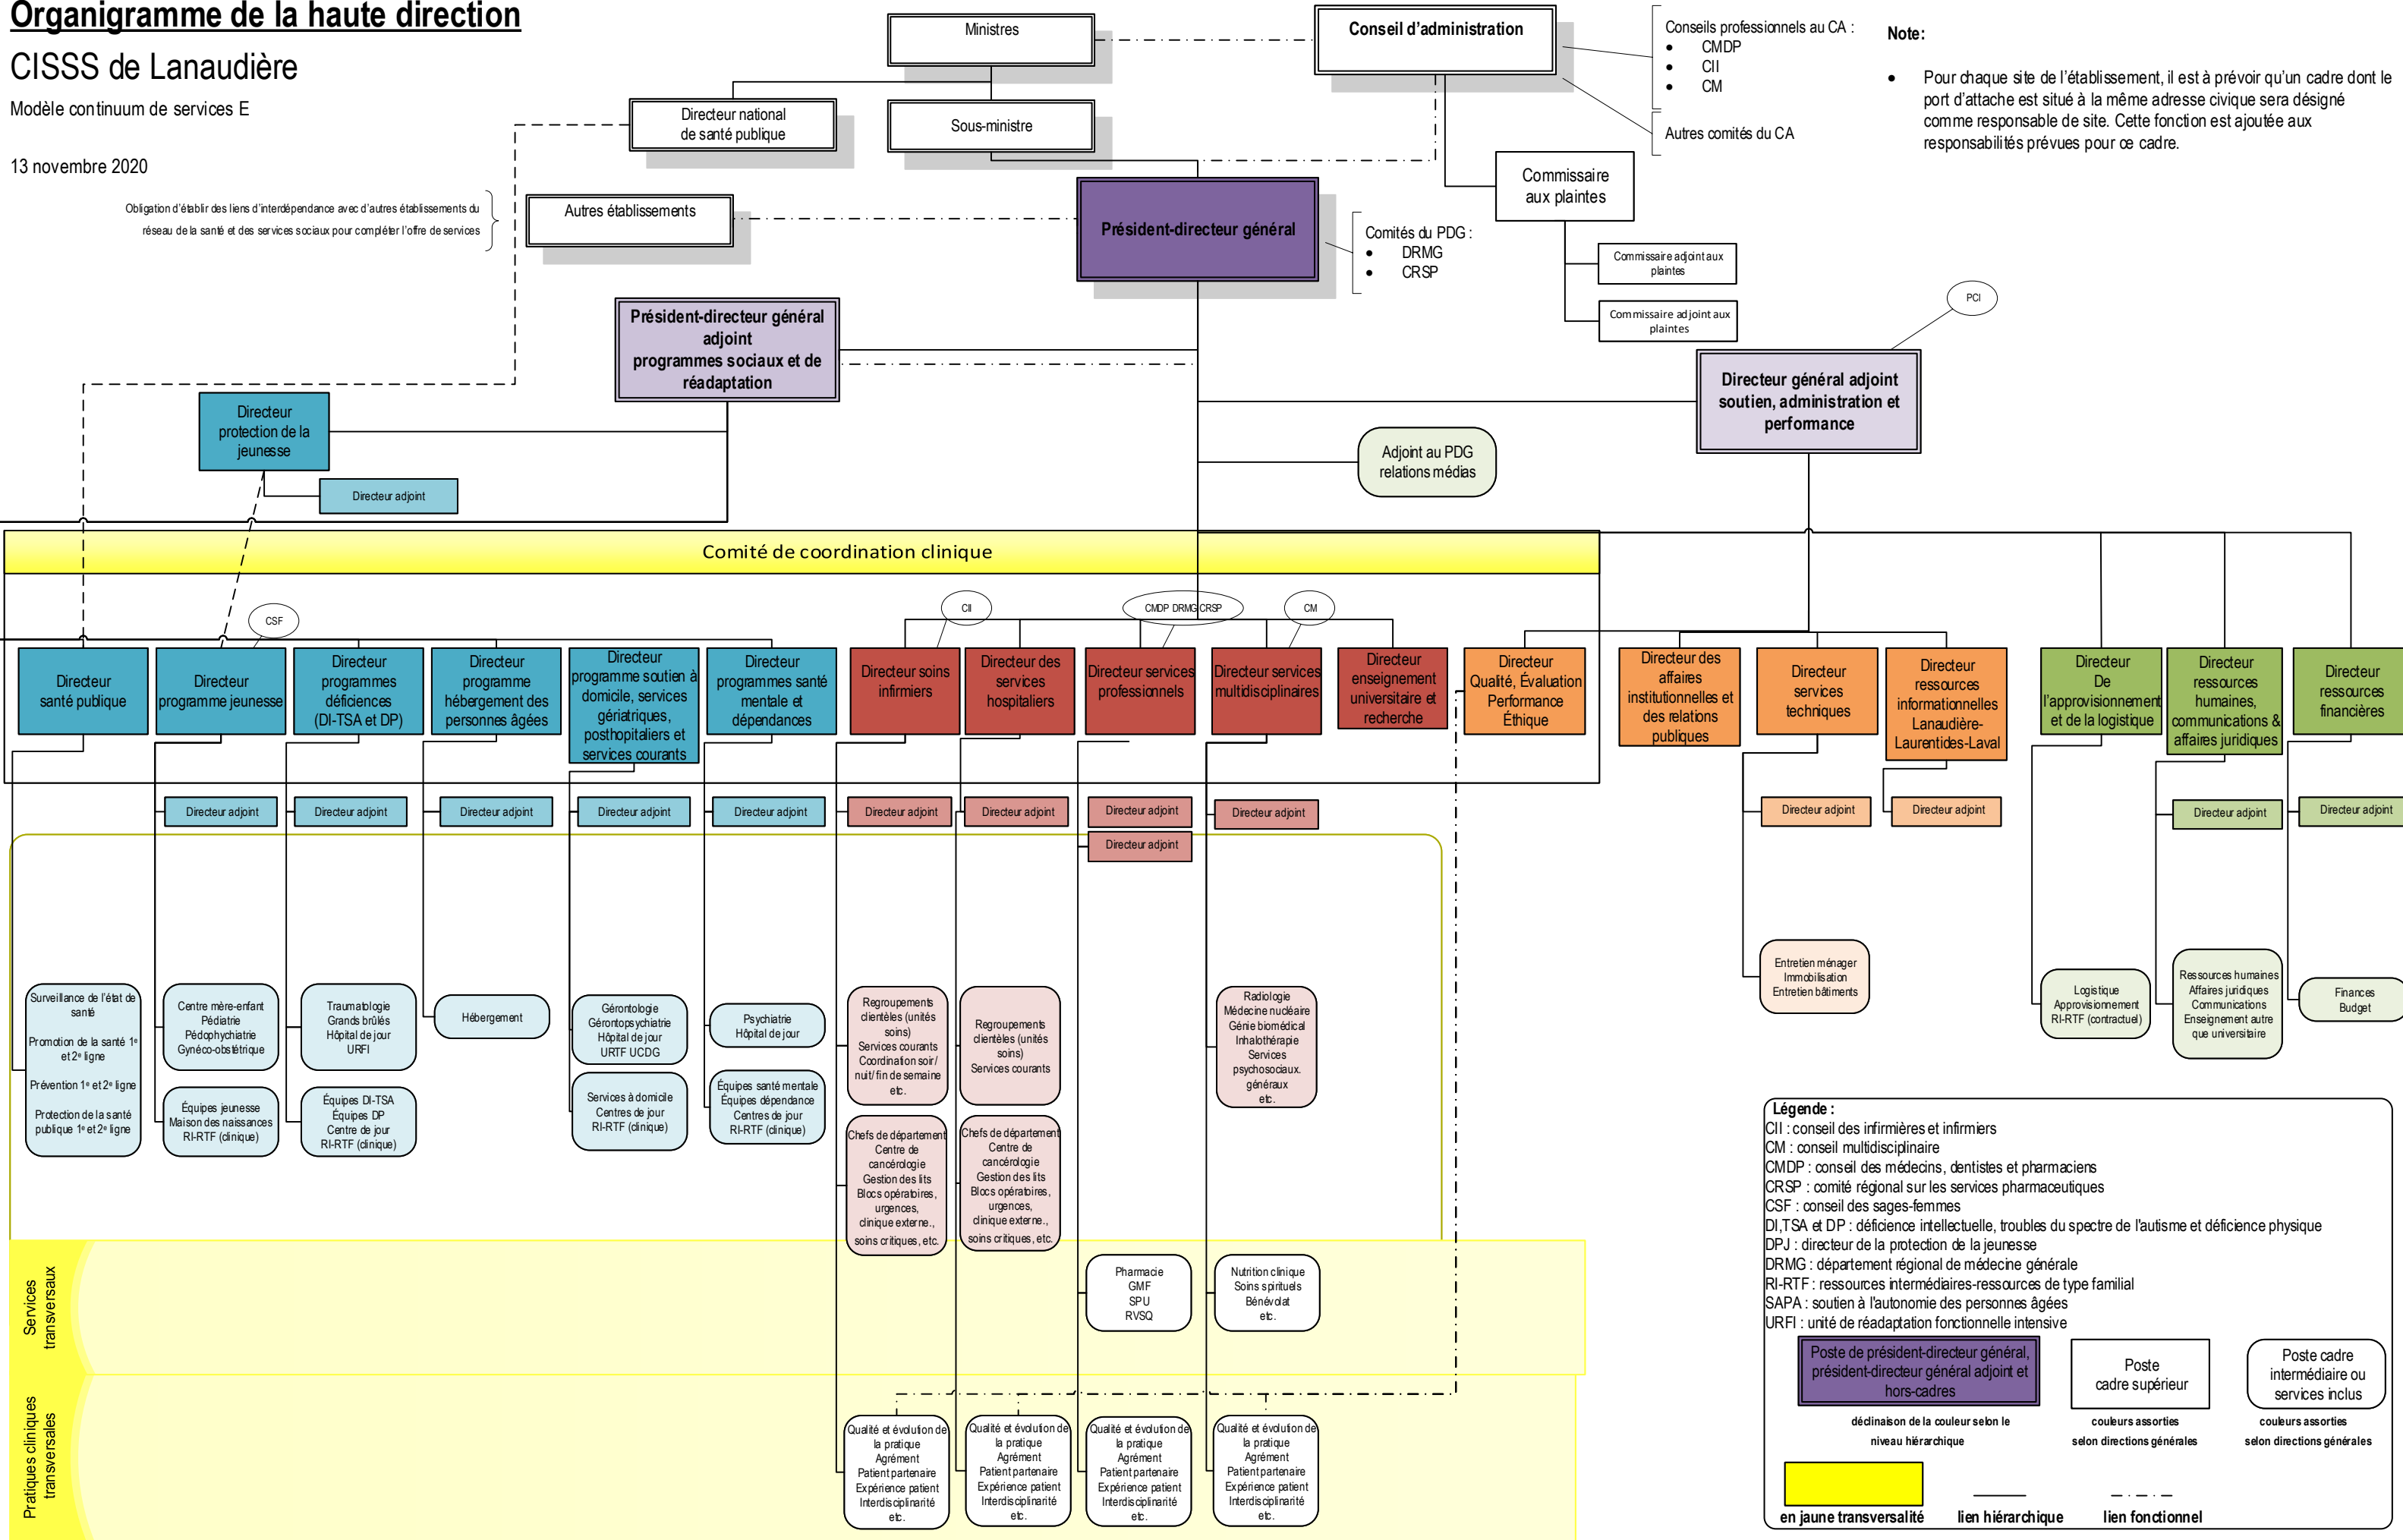 Organigramme de la haute direction
CISSS de Lanaudière
Modèle continuum de services E
13 novembre 2020
Ministres
Conseil d'administration
Conseils professionnels au CA :
• CMDP
• CII
• CM
Autres comités du CA
Note:
• Pour chaque site de l'établissement, il est à prévoir qu'un cadre dont le
port d'attache est situé à la même adresse civique sera désigné
comme responsable de site. Cette fonction est ajoutée aux
responsabilités prévues pour ce cadre.
Directeur national
de santé publique
Sous-ministre
Obligation d'établir des liens d'interdépendance avec d'autres établissements du
réseau de la santé et des services sociaux pour compléter l'offre de services
Autres établissements
Président-directeur général
Comités du PDG :
• DRMG
• CRSP
Commissaire
aux plaintes
Commissaire adjoint aux
plaintes
Commissaire adjoint aux
plaintes
PCI
Président-directeur général
adjoint
programmes sociaux et de
réadaptation
Directeur général adjoint
soutien, administration et
performance
Directeur
protection de la
jeunesse
Directeur adjoint
Adjoint au PDG
relations médias
Comité de coordination clinique
CSF
CII
CMDP DRMG CRSP
CM
Directeur
santé publique
Directeur
programme jeunesse
Directeur
programmes
déficiences
(DI-TSA et DP)
Directeur
programme
hébergement des
personnes âgées
Directeur
programme soutien à
domicile, services
gériatriques,
posthopitaliers et
services courants
Directeur
programmes santé
mentale et
dépendances
Directeur soins
infirmiers
Directeur des
services
hospitaliers
Directeur services
professionnels
Directeur services
multidisciplinaires
Directeur
enseignement
universitaire et
recherche
Directeur
Qualité, Évaluation
Performance
Éthique
Directeur des
affaires
institutionnelles et
des relations
publiques
Directeur
services
techniques
Directeur
ressources
informationnelles
Lanaudière-
Laurentides-Laval
Directeur
De
l'approvisionnement
et de la logistique
Directeur
ressources
humaines,
communications &
affaires juridiques
Directeur
ressources
financières
Directeur adjoint
Directeur adjoint
Directeur adjoint
Directeur adjoint
Directeur adjoint
Directeur adjoint
Directeur adjoint
Directeur adjoint
Directeur adjoint
Directeur adjoint
Directeur adjoint
Directeur adjoint
Directeur adjoint
Directeur adjoint
Surveillance de l'état de
santé
Promotion de la santé 1e
et 2e ligne
Prévention 1e et 2e ligne
Protection de la santé
publique 1e et 2e ligne
Centre mère-enfant
Pédiatrie
Pédophychiatrie
Gynéco-obstétrique
Équipes jeunesse
Maison des naissances
RI-RTF (clinique)
Traumatologie
Grands brûlés
Hôpital de jour
URFI
Équipes DI-TSA
Équipes DP
Centre de jour
RI-RTF (clinique)
Hébergement
Gérontologie
Gérontopsychiatrie
Hôpital de jour
URTF UCDG
Services à domicile
Centres de jour
RI-RTF (clinique)
Psychiatrie
Hôpital de jour
Équipes santé mentale
Équipes dépendance
Centres de jour
RI-RTF (clinique)
Regroupements
clientèles (unités
soins)
Services courants
Coordination soir/
nuit/ fin de semaine
etc.
Chefs de département
Centre de
cancérologie
Gestion des lits
Blocs opératoires,
urgences,
clinique externe.,
soins critiques, etc.
Regroupements
clientèles (unités
soins)
Services courants
Chefs de département
Centre de
cancérologie
Gestion des lits
Blocs opératoires,
urgences,
clinique externe.,
soins critiques, etc.
Radiologie
Médecine nucléaire
Génie biomédical
Inhalothérapie
Services
psychosociaux.
généraux
etc.
Entretien ménager
Immobilisation
Entretien bâtiments
Logistique
Approvisionnement
RI-RTF (contractuel)
Ressources humaines
Affaires juridiques
Communications
Enseignement autre
que universitaire
Finances
Budget
Services
transversaux
Pharmacie
GMF
SPU
RVSQ
Nutrition clinique
Soins spirituels
Bénévolat
etc.
Pratiques cliniques
transversales
Qualité et évolution de
la pratique
Agrément
Patient partenaire
Expérience patient
Interdisciplinarité
etc.
Qualité et évolution de
la pratique
Agrément
Patient partenaire
Expérience patient
Interdisciplinarité
etc.
Qualité et évolution de
la pratique
Agrément
Patient partenaire
Expérience patient
Interdisciplinarité
etc.
Qualité et évolution de
la pratique
Agrément
Patient partenaire
Expérience patient
Interdisciplinarité
etc.
Légende :
CII : conseil des infirmières et infirmiers
CM : conseil multidisciplinaire
CMDP : conseil des médecins, dentistes et pharmaciens
CRSP : comité régional sur les services pharmaceutiques
CSF : conseil des sages-femmes
DI,TSA et DP : déficience intellectuelle, troubles du spectre de l'autisme et déficience physique
DPJ : directeur de la protection de la jeunesse
DRMG : département régional de médecine générale
RI-RTF : ressources intermédiaires-ressources de type familial
SAPA : soutien à l'autonomie des personnes âgées
URFI : unité de réadaptation fonctionnelle intensive
Poste de président-directeur général,
président-directeur général adjoint et
hors-cadres
déclinaison de la couleur selon le
niveau hiérarchique
Poste
cadre supérieur
couleurs assorties
selon directions générales
Poste cadre
intermédiaire ou
services inclus
couleurs assorties
selon directions générales
en jaune transversalité
lien hiérarchique
lien fonctionnel